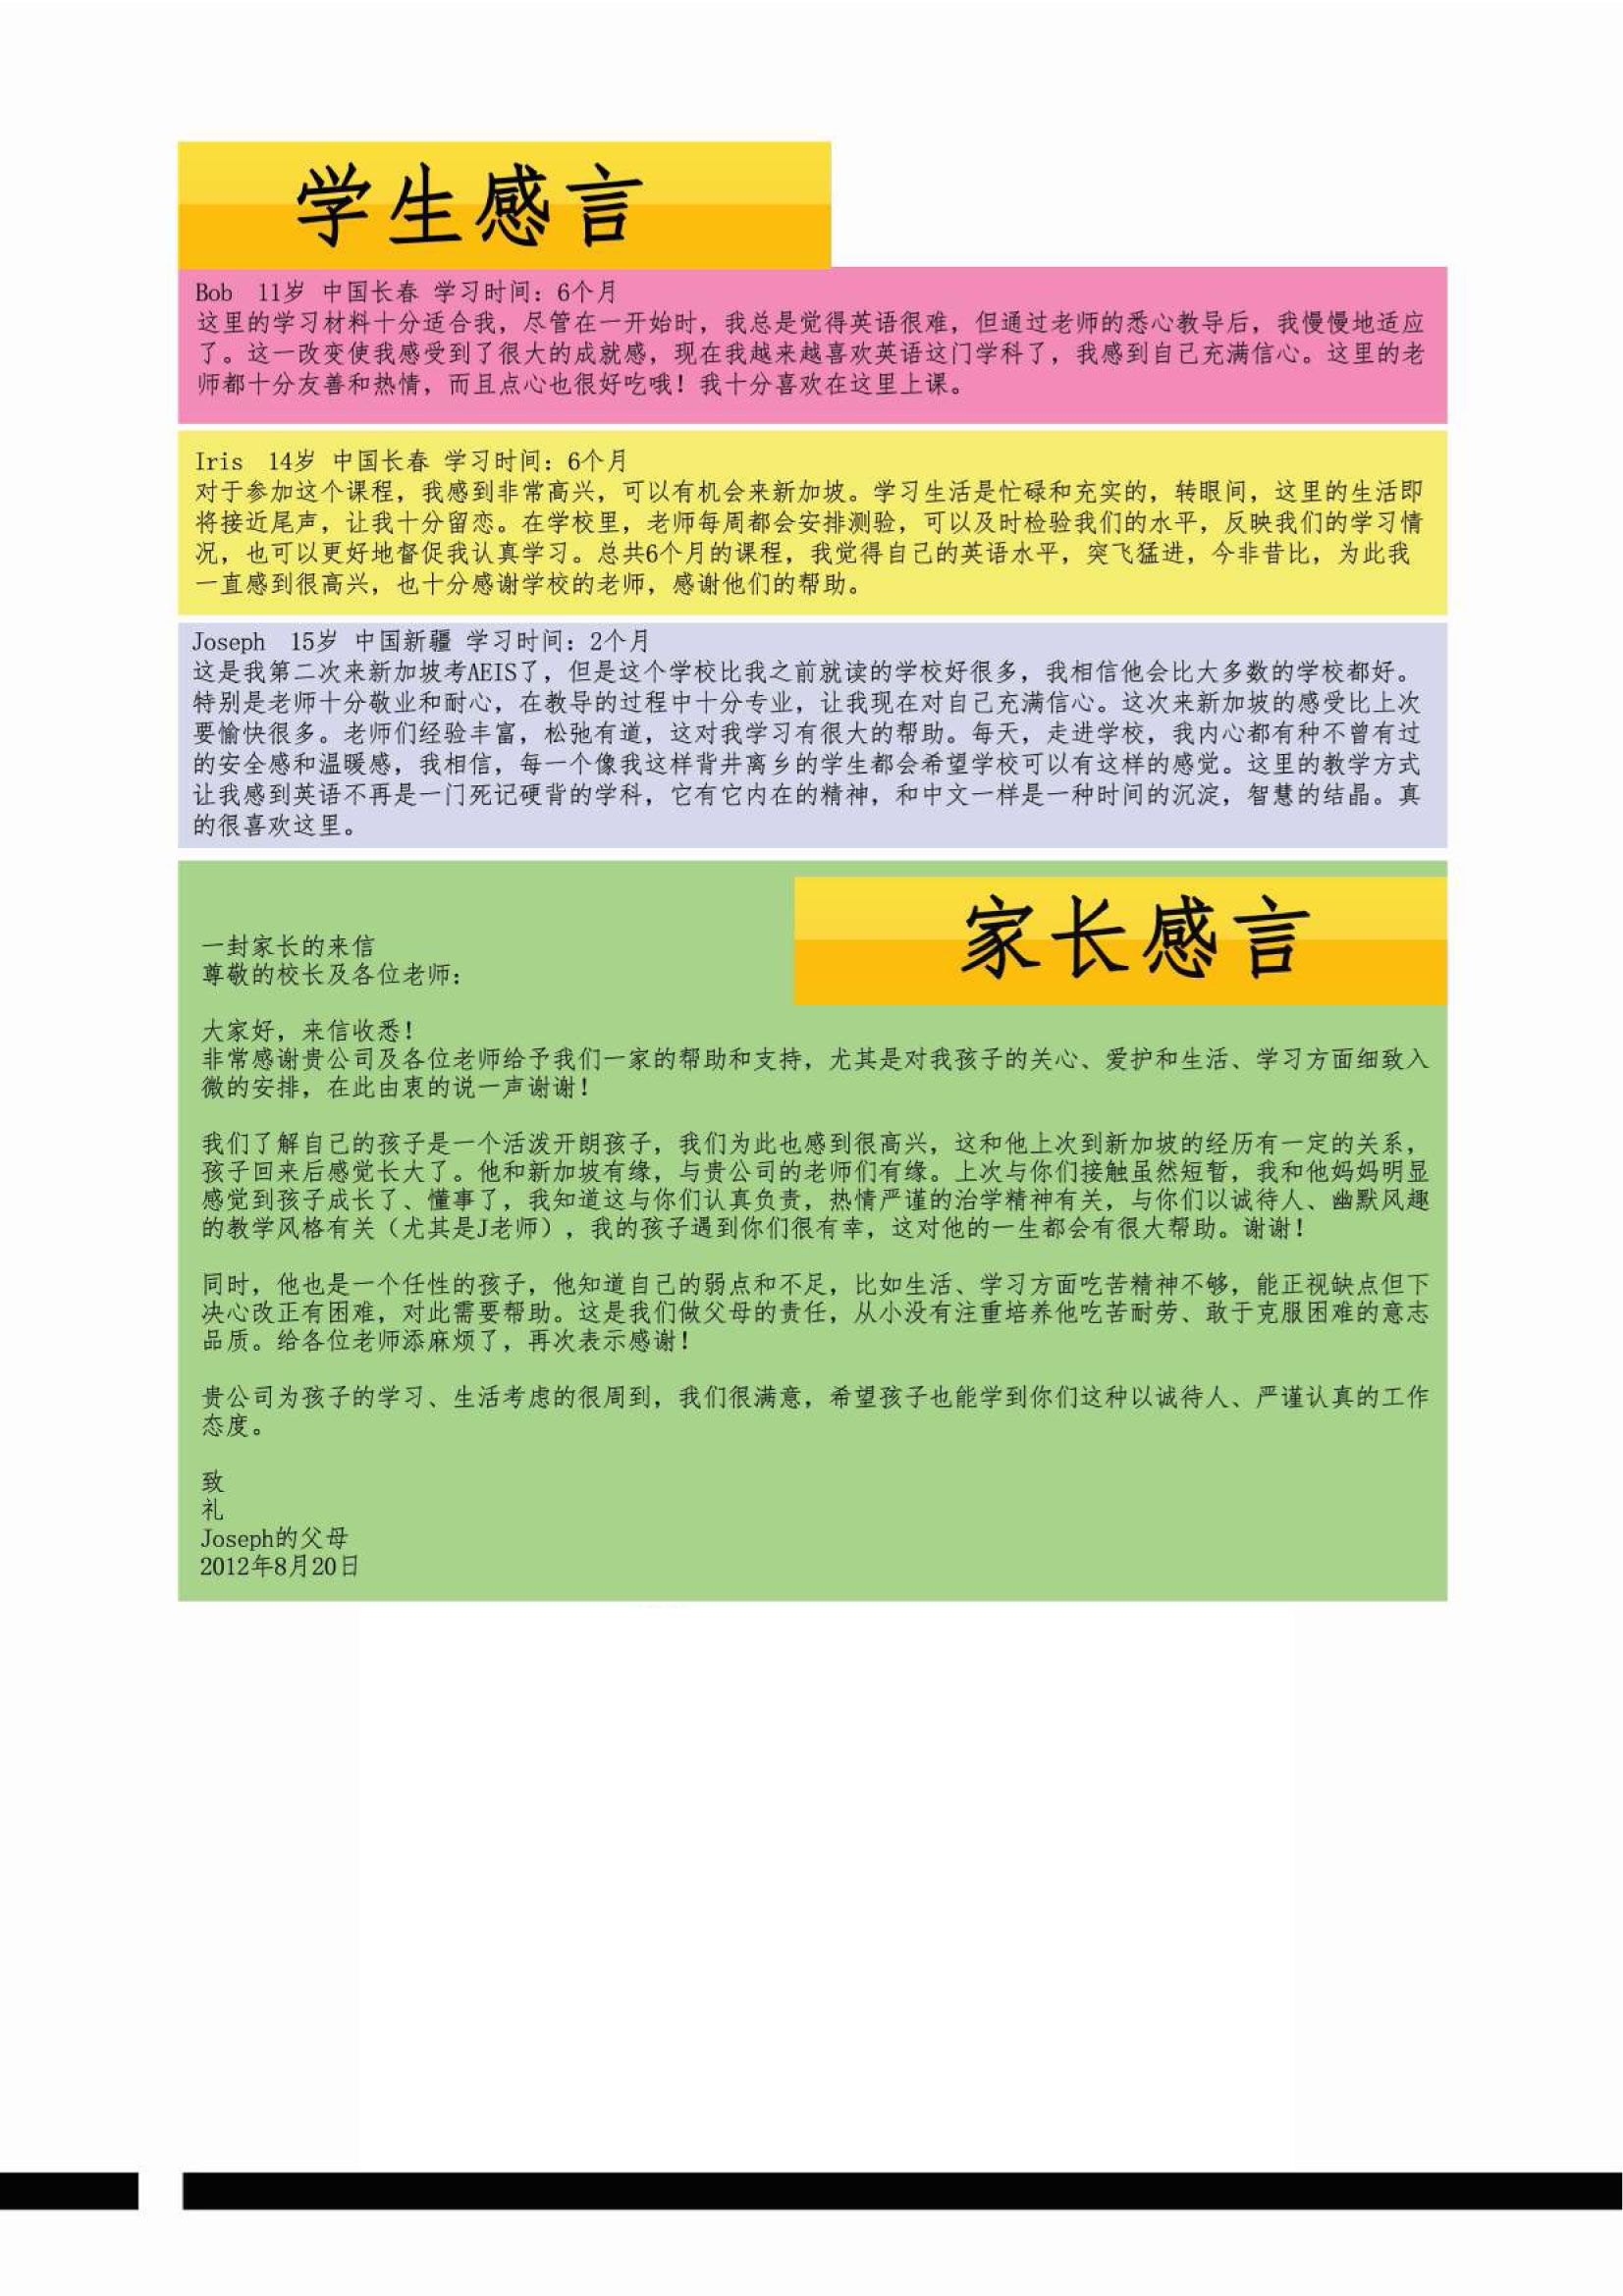 学生感言
Bob 11岁 中国长春 学习时间：6个月
这里的学习材料十分适合我，尽管在一开始时，我总是觉得英语很难，但通过老师的悉心教导后，我慢慢地适应
了。这一改变使我感受到了很大的成就感，现在我越来越喜欢英语这门学科了，我感到自己充满信心。这里的老
师都十分友善和热情，而且点心也很好吃哦！我十分喜欢在这里上课。
Iris 14岁 中国长春 学习时间：6个月
对于参加这个课程，我感到非常高兴，可以有机会来新加坡。学习生活是忙碌和充实的，转眼间，这里的生活即
将接近尾声，让我十分留恋。在学校里，老师每周都会安排测验，可以及时检验我们的水平，反映我们的学习情
况，也可以更好地督促我认真学习。总共6个月的课程，我觉得自己的英语水平，突飞猛进，今非昔比，为此我
一直感到很高兴，也十分感谢学校的老师，感谢他们的帮助。
Joseph 15岁 中国新疆 学习时间：2个月
这是我第二次来新加坡考AEIS了，但是这个学校比我之前就读的学校好很多，我相信他会比大多数的学校都好。
特别是老师十分敬业和耐心，在教导的过程中十分专业，让我现在对自己充满信心。这次来新加坡的感受比上次
要愉快很多。老师们经验丰富，松弛有道，这对我学习有很大的帮助。每天，走进学校，我内心都有种不曾有过
的安全感和温暖感，我相信，每一个像我这样背井离乡的学生都会希望学校可以有这样的感觉。这里的教学方式
让我感到英语不再是一门死记硬背的学科，它有它内在的精神，和中文一样是一种时间的沉淀，智慧的结晶。真
的很喜欢这里。
家长感言
一封家长的来信
尊敬的校长及各位老师：
大家好，来信收悉！
非常感谢贵公司及各位老师给予我们一家的帮助和支持，尤其是对我孩子的关心、爱护和生活、学习方面细致入
微的安排，在此由衷的说一声谢谢！
我们了解自己的孩子是一个活泼开朗孩子，我们为此也感到很高兴，这和他上次到新加坡的经历有一定的关系，
孩子回来后感觉长大了。他和新加坡有缘，与贵公司的老师们有缘。上次与你们接触虽然短暂，我和他妈妈明显
感觉到孩子成长了、懂事了，我知道这与你们认真负责，热情严谨的治学精神有关，与你们以诚待人、幽默风趣
的教学风格有关（尤其是J老师），我的孩子遇到你们很有幸，这对他的一生都会有很大帮助。谢谢！
同时，他也是一个任性的孩子，他知道自己的弱点和不足，比如生活、学习方面吃苦精神不够，能正视缺点但下
决心改正有困难，对此需要帮助。这是我们做父母的责任，从小没有注重培养他吃苦耐劳、敢于克服困难的意志
品质。给各位老师添麻烦了，再次表示感谢！
贵公司为孩子的学习、生活考虑的很周到，我们很满意，希望孩子也能学到你们这种以诚待人、严谨认真的工作
态度。
致
礼
Joseph的父母
2012年8月20日